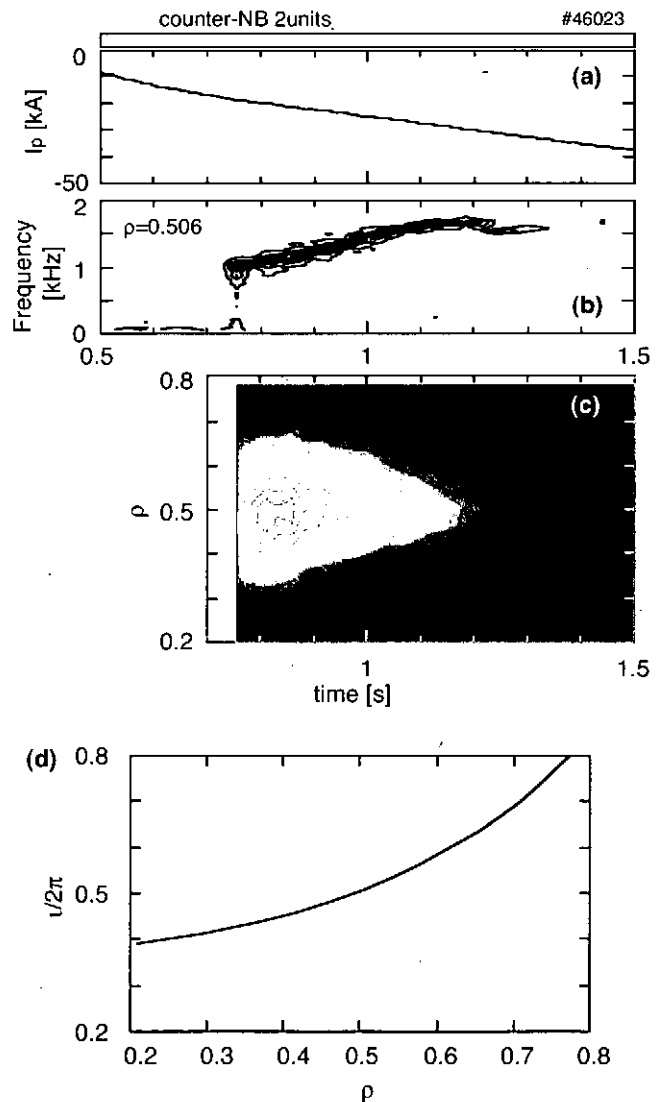 counter-NB 2units #46023
0
(a)
Ip [kA]
-50
2
ρ=0.506
Frequency
[kHz]
1
(b)
0
0.5 1 1.5
0.8
(c)
ρ
0.5
0.2
1 1.5
time [s]
(d)
0.8
ι/2π
0.5
0.2
0.2 0.3 0.4 0.5 0.6 0.7 0.8
ρ